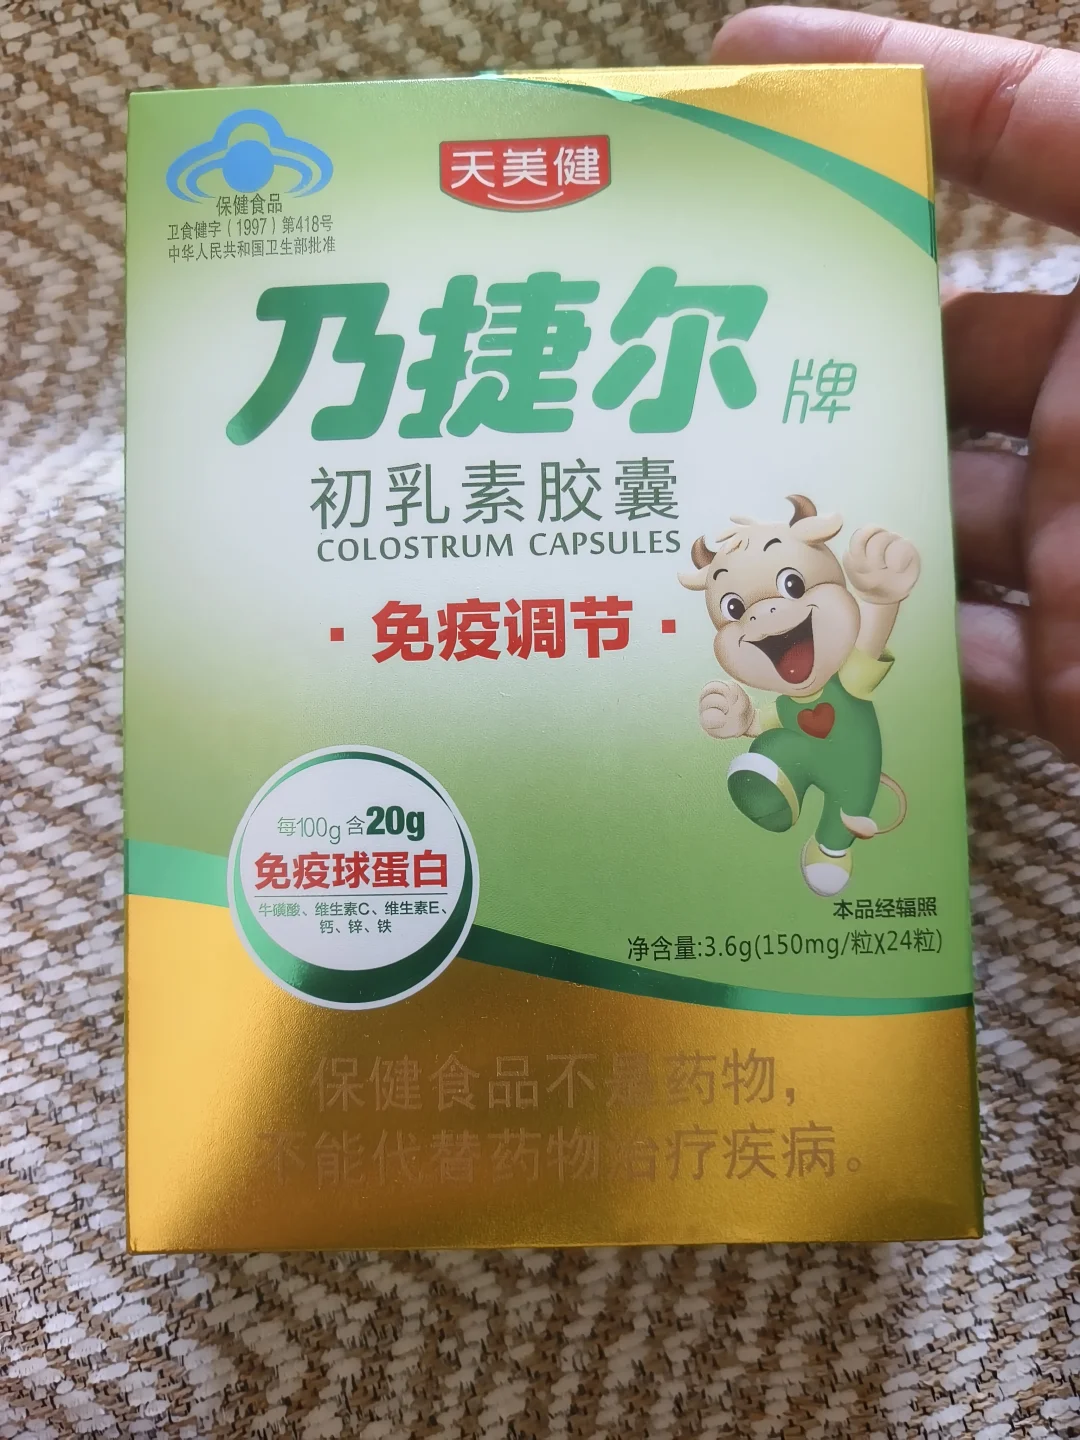 保健食品
卫食健字（1997）第418号
中华人民共和国卫生部批准
天美健
乃捷尔牌
初乳素胶囊
COLOSTRUM CAPSULES
·免疫调节·
每100g含20g
免疫球蛋白
牛磺酸、维生素C、维生素E、
钙、锌、铁
本品经辐照
净含量:3.6g(150mg/粒X24粒)
保健食品不是药物，
不能代替药物治疗疾病。